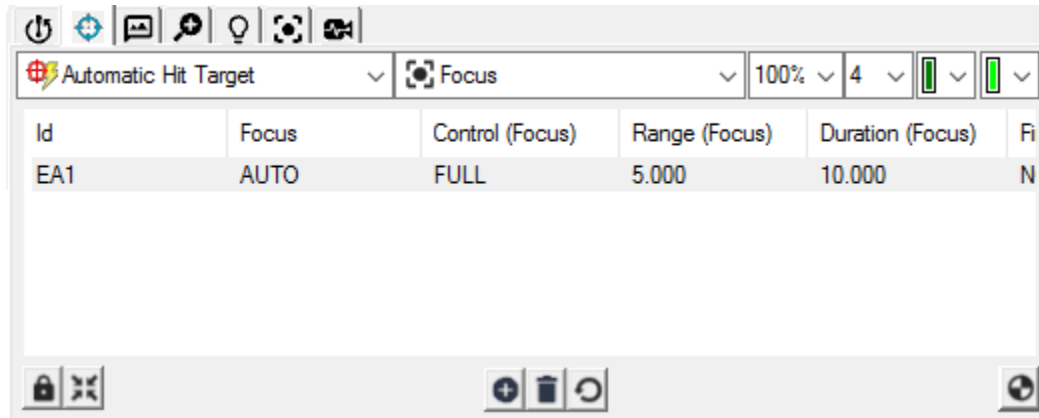 Automatic Hit Target Focus 100% 4
Id Focus Control (Focus) Range (Focus) Duration (Focus) Fi
EA1 AUTO FULL 5.000 10.000 N